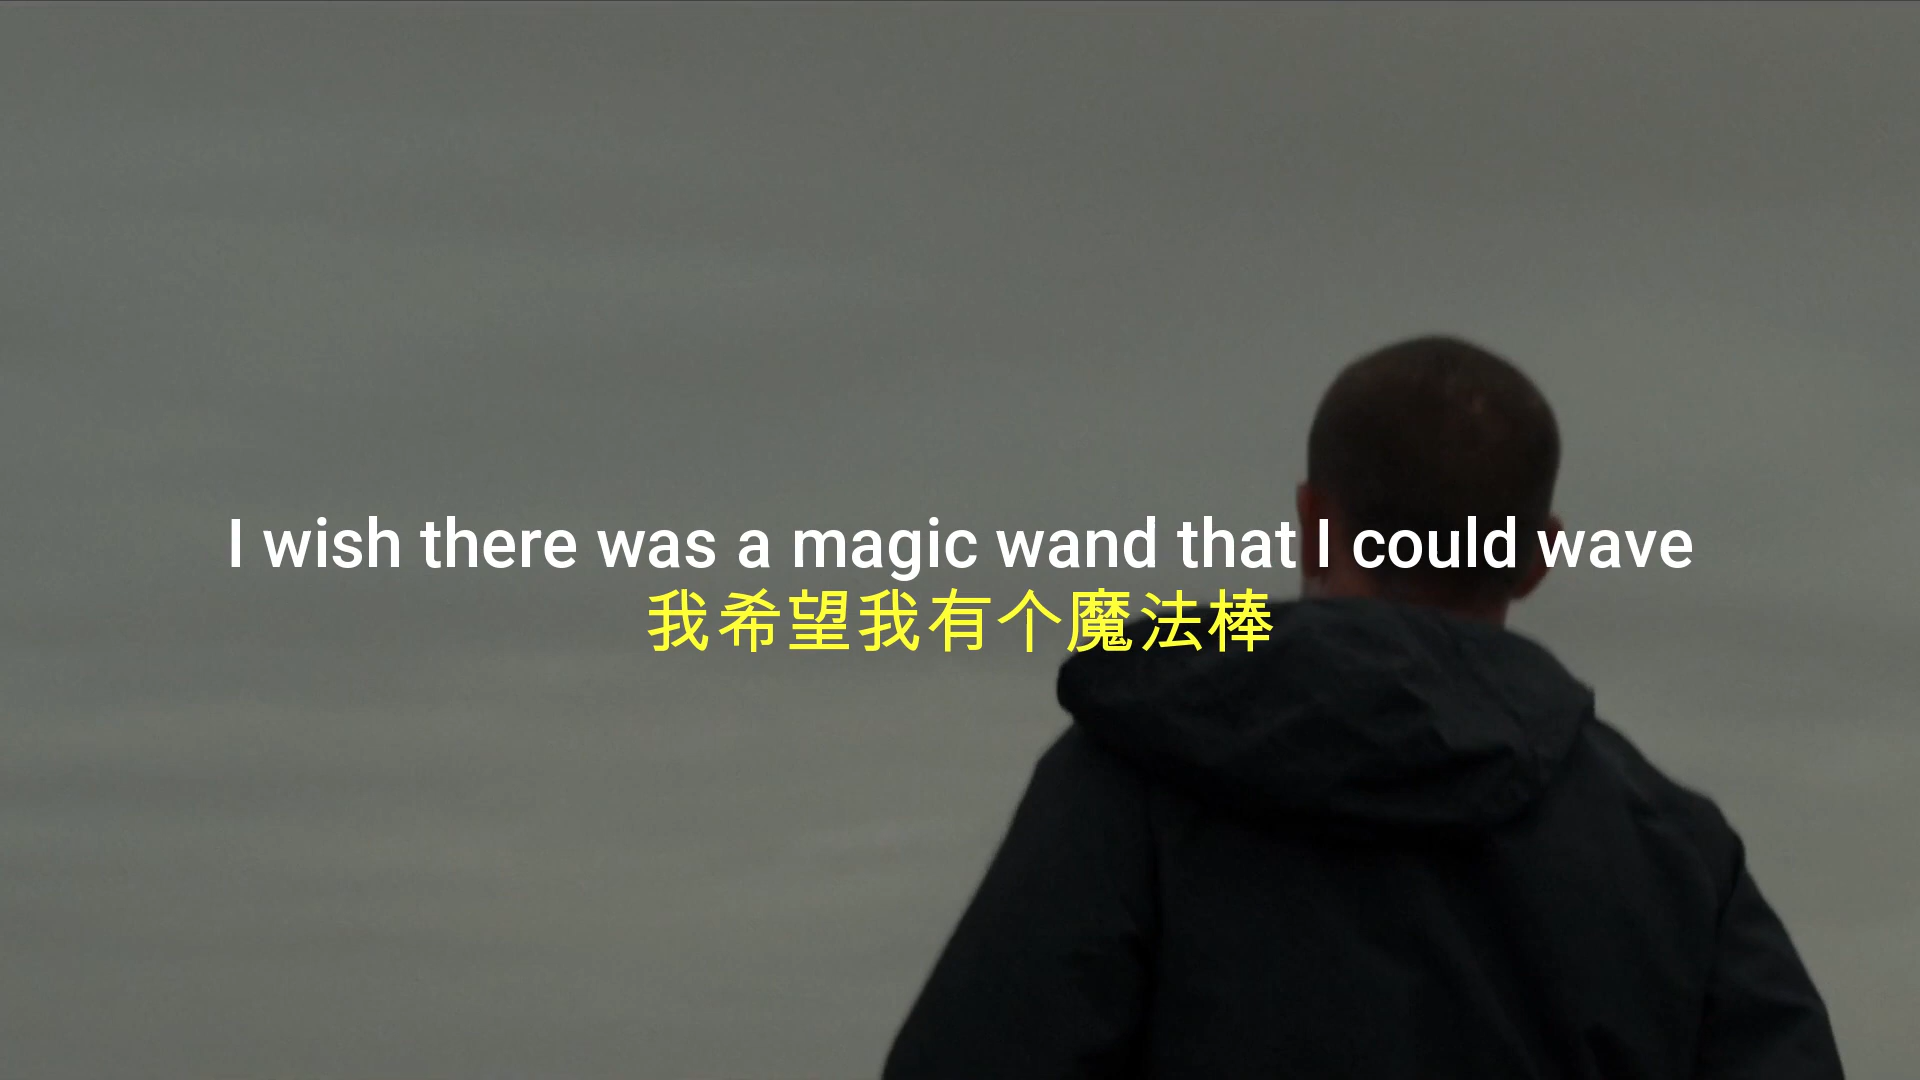 I wish there was a magic wand that I could wave
我希望我有个魔法棒